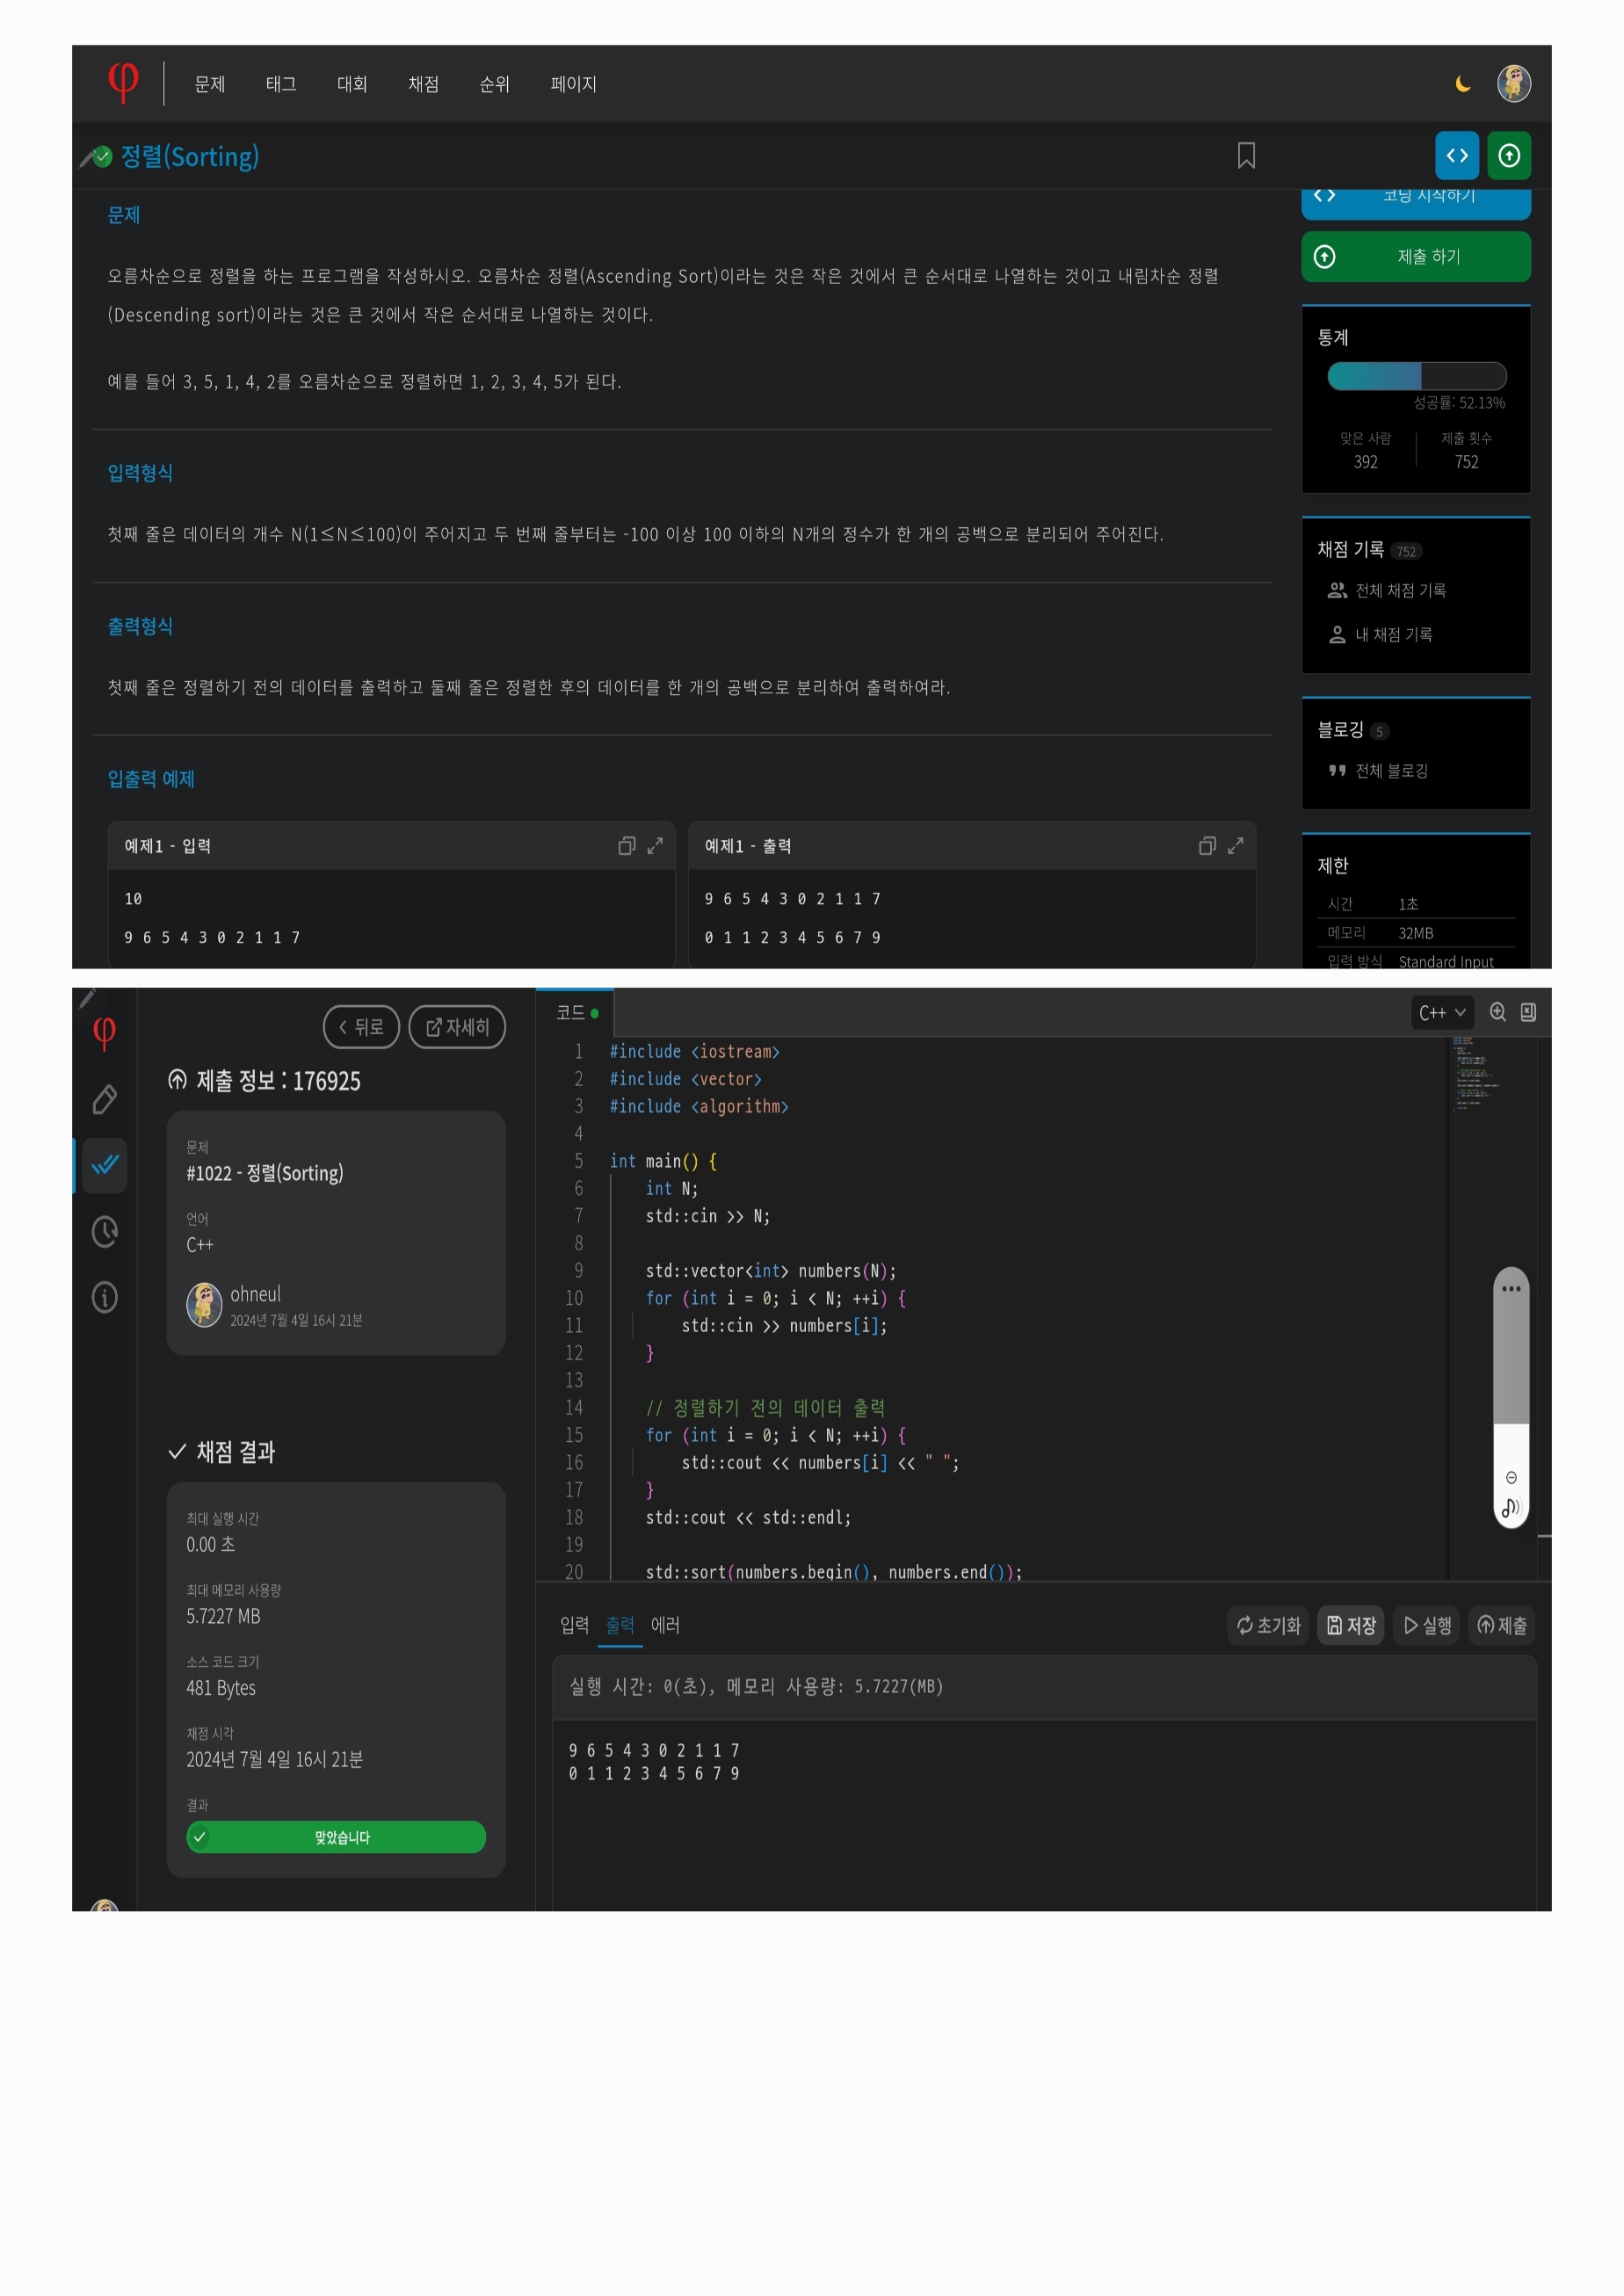 φ 문제 태그 대회 채점 순위 페이지
정렬(Sorting)
코딩 시작하기
제출 하기
문제
오름차순으로 정렬을 하는 프로그램을 작성하시오. 오름차순 정렬(Ascending Sort)이라는 것은 작은 것에서 큰 순서대로 나열하는 것이고 내림차순 정렬
(Descending sort)이라는 것은 큰 것에서 작은 순서대로 나열하는 것이다.
예를 들어 3, 5, 1, 4, 2를 오름차순으로 정렬하면 1, 2, 3, 4, 5가 된다.
입력형식
첫째 줄은 데이터의 개수 N(1≤N≤100)이 주어지고 두 번째 줄부터는 -100 이상 100 이하의 N개의 정수가 한 개의 공백으로 분리되어 주어진다.
출력형식
첫째 줄은 정렬하기 전의 데이터를 출력하고 둘째 줄은 정렬한 후의 데이터를 한 개의 공백으로 분리하여 출력하여라.
입출력 예제
예제1 - 입력
10
9 6 5 4 3 0 2 1 1 7
예제1 - 출력
9 6 5 4 3 0 2 1 1 7
0 1 1 2 3 4 5 6 7 9
통계
성공률: 52.13%
맞은 사람 제출 횟수
392 752
채점 기록 752
전체 채점 기록
내 채점 기록
블로깅 5
전체 블로깅
제한
시간 1초
메모리 32MB
입력 방식 Standard Input
φ
뒤로 자세히
제출 정보 : 176925
문제
#1022 - 정렬(Sorting)
언어
C++
ohneul
2024년 7월 4일 16시 21분
채점 결과
최대 실행 시간
0.00 초
최대 메모리 사용량
5.7227 MB
소스 코드 크기
481 Bytes
채점 시각
2024년 7월 4일 16시 21분
결과
맞았습니다
코드
C++
1 #include <iostream>
2 #include <vector>
3 #include <algorithm>
4
5 int main() {
6 int N;
7 std::cin >> N;
8
9 std::vector<int> numbers(N);
10 for (int i = 0; i < N; ++i) {
11 std::cin >> numbers[i];
12 }
13
14 // 정렬하기 전의 데이터 출력
15 for (int i = 0; i < N; ++i) {
16 std::cout << numbers[i] << " ";
17 }
18 std::cout << std::endl;
19
20 std::sort(numbers.begin(), numbers.end());
입력 출력 에러
초기화 저장 실행 제출
실행 시간: 0(초), 메모리 사용량: 5.7227(MB)
9 6 5 4 3 0 2 1 1 7
0 1 1 2 3 4 5 6 7 9